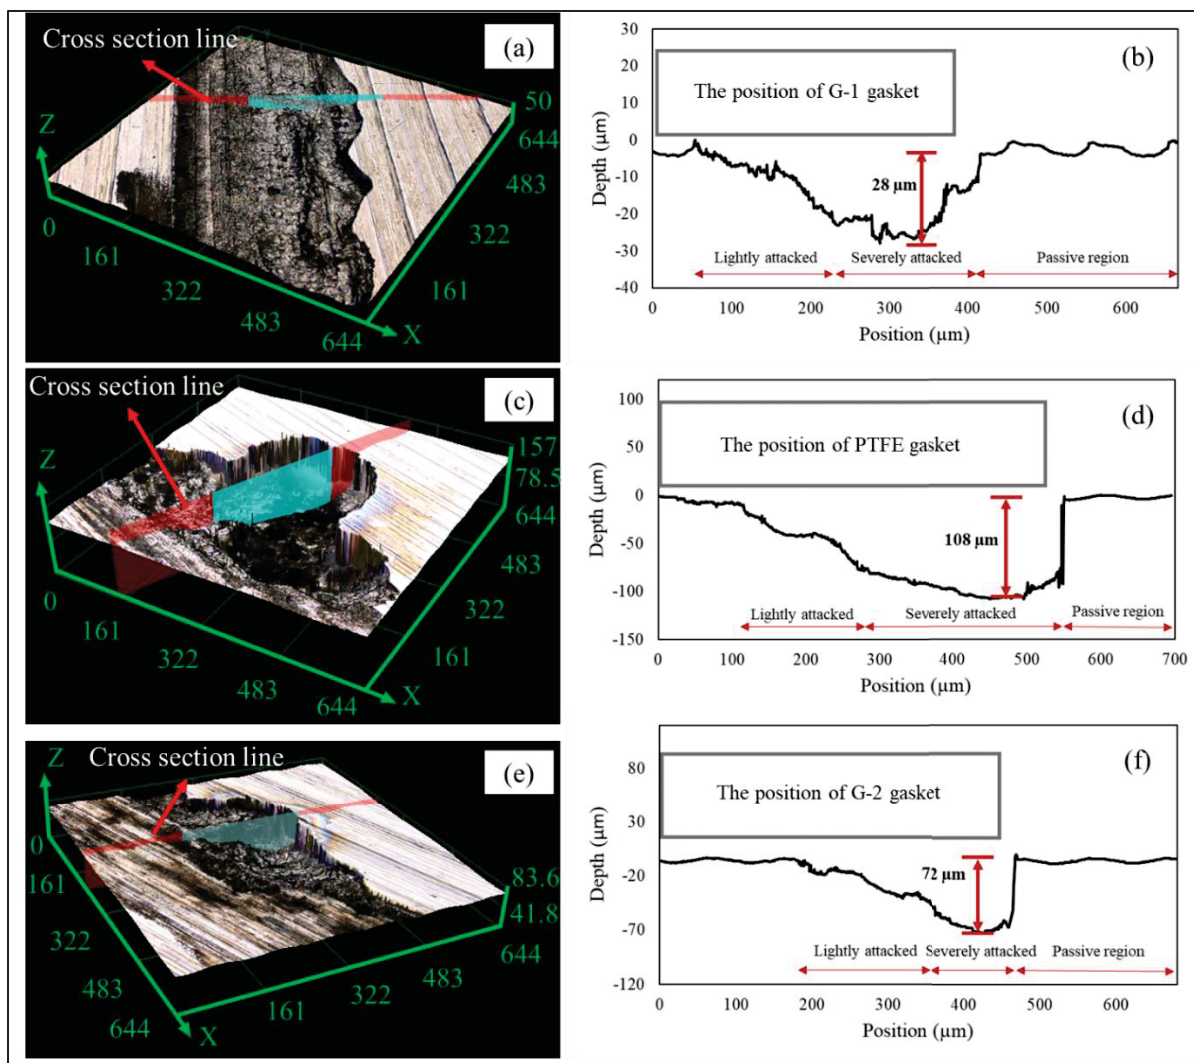 Cross section line
(a)
Z
50
644
483
322
161
0
161
322
483
644
X
(b)
30
20
10
0
-10
-20
-30
-40
Depth (µm)
The position of G-1 gasket
28 µm
Lightly attacked
Severely attacked
Passive region
0 100 200 300 400 500 600
Position (µm)
Cross section line
(c)
Z
157
78.5
644
483
322
161
0
161
322
483
644
X
(d)
100
50
0
-50
-100
-150
Depth (µm)
The position of PTFE gasket
108 µm
Lightly attacked
Severely attacked
Passive region
0 100 200 300 400 500 600 700
Position (µm)
Cross section line
(e)
Z
0
161
322
483
644
X
83.6
41.8
644
483
322
161
(f)
80
30
-20
-70
-120
Depth (µm)
The position of G-2 gasket
72 µm
Lightly attacked
Severely attacked
Passive region
0 100 200 300 400 500 600
Position (µm)